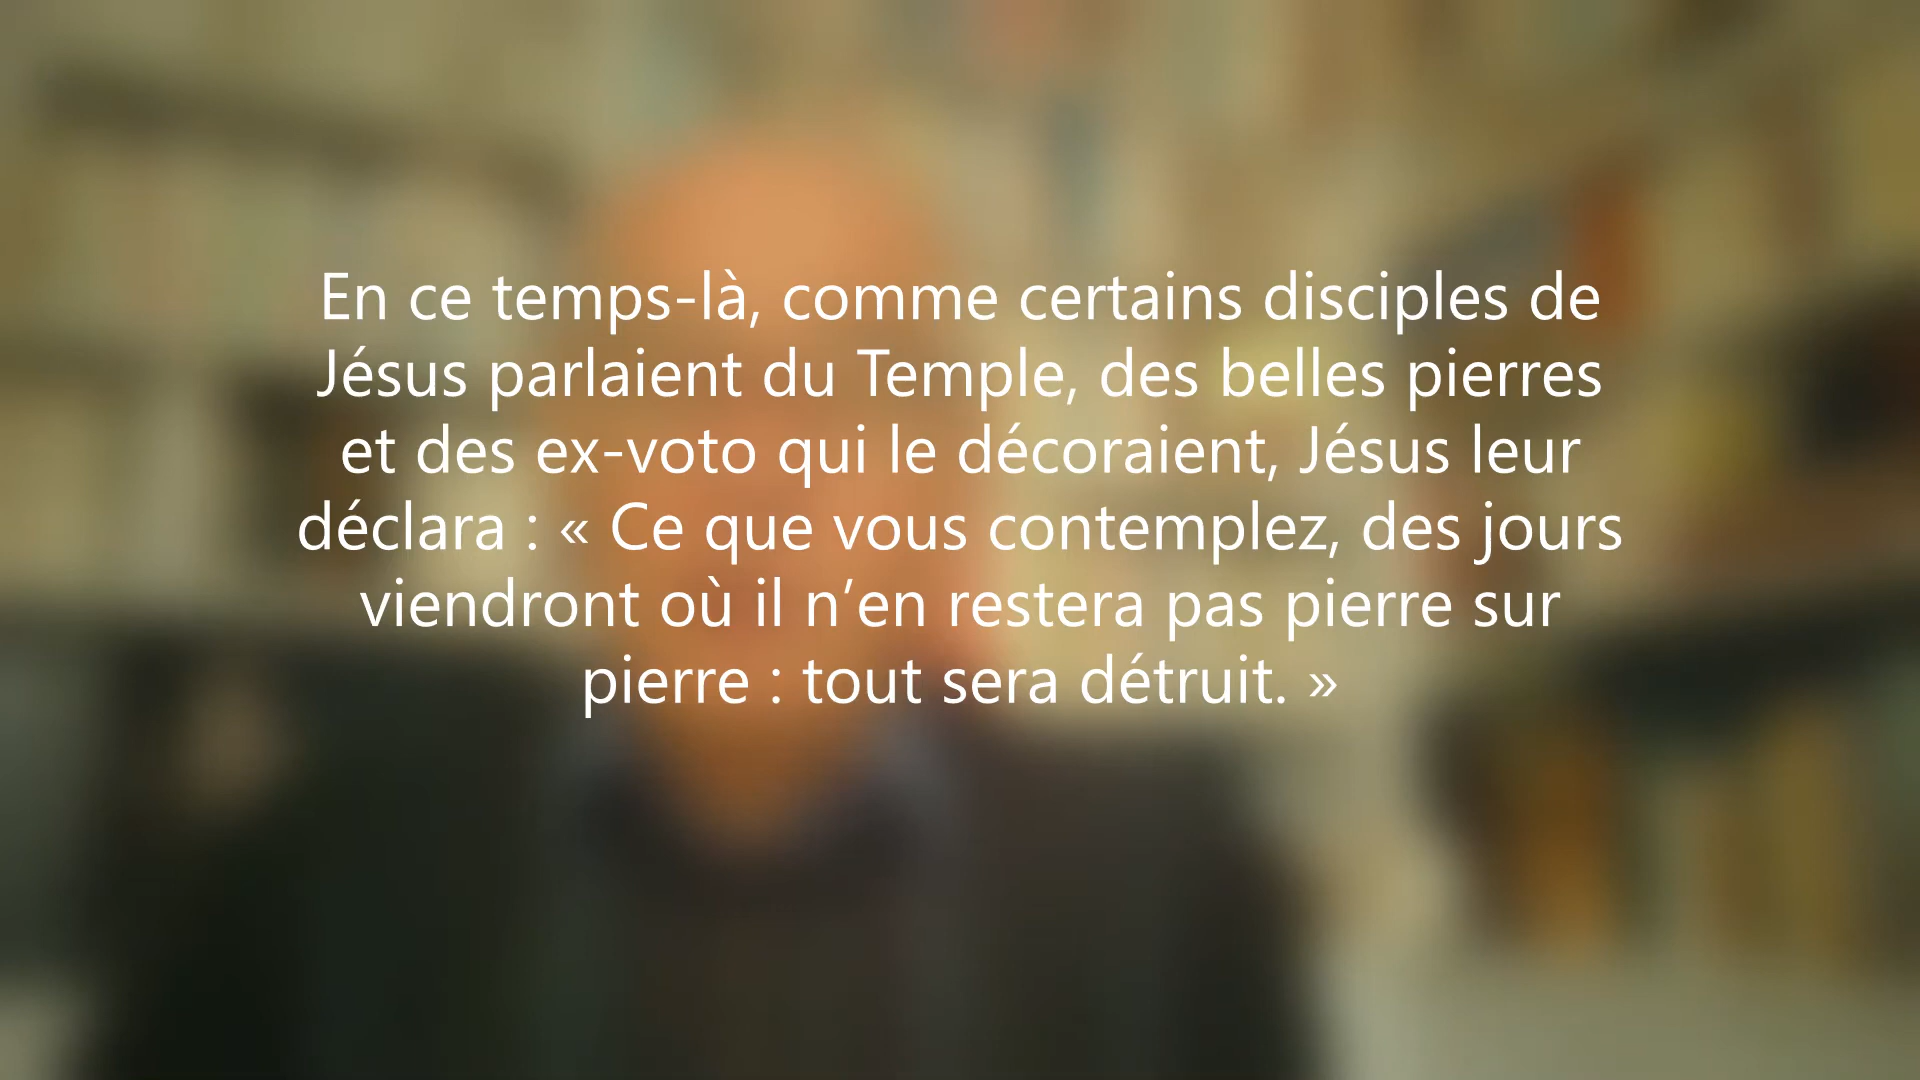 En ce temps-là, comme certains disciples de
Jésus parlaient du Temple, des belles pierres
et des ex-voto qui le décoraient, Jésus leur
déclara : « Ce que vous contemplez, des jours
viendront où il n’en restera pas pierre sur
pierre : tout sera détruit. »